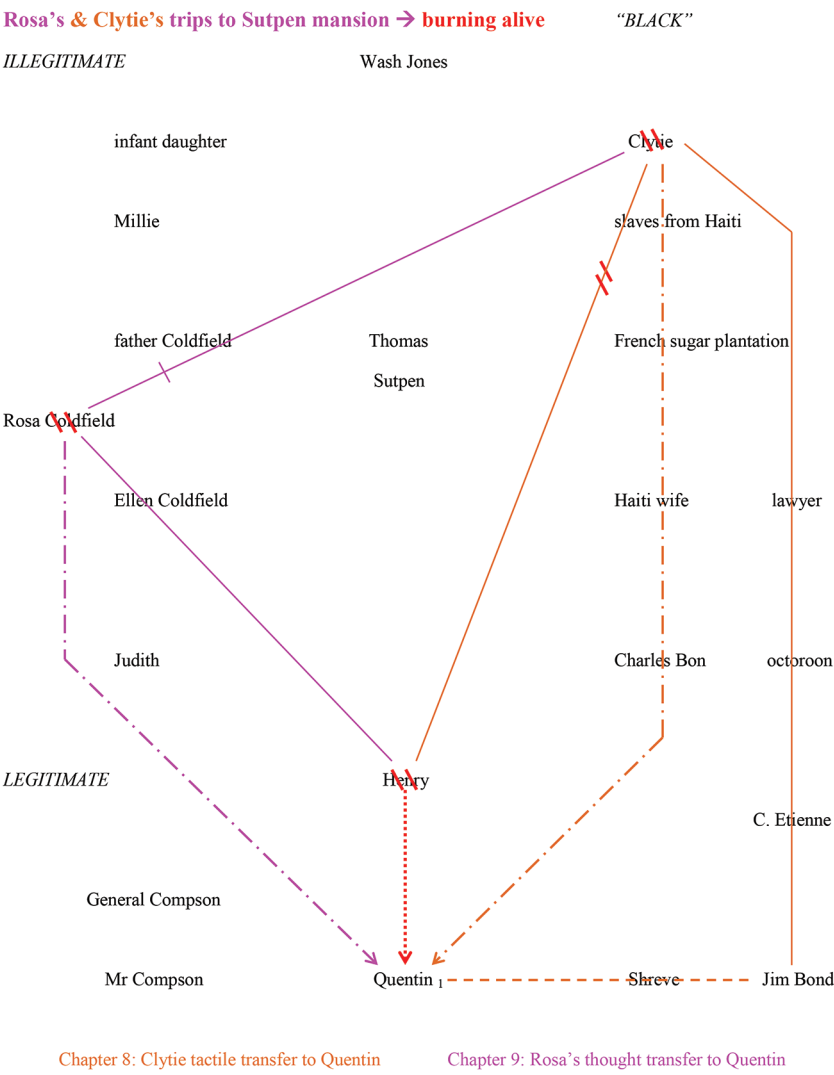 Rosa’s & Clytie’s trips to Sutpen mansion → burning alive “BLACK”
ILLEGITIMATE Wash Jones
infant daughter Clytie
Millie slaves from Haiti
father Coldfield Thomas French sugar plantation
Sutpen
Rosa Coldfield
Ellen Coldfield Haiti wife lawyer
Judith Charles Bon octoroon
LEGITIMATE Henry
C. Etienne
General Compson
Mr Compson Quentin 1 Shreve Jim Bond
Chapter 8: Clytie tactile transfer to Quentin Chapter 9: Rosa’s thought transfer to Quentin